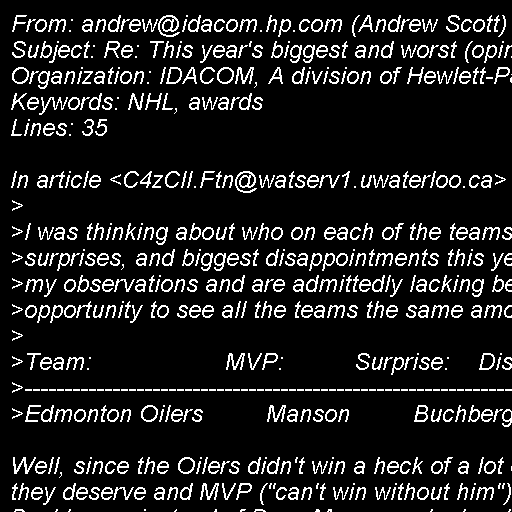 From: andrew@idacom.hp.com (Andrew Scott)
Subject: Re: This year's biggest and worst (opin
Organization: IDACOM, A division of Hewlett-Pa
Keywords: NHL, awards
Lines: 35

In article <C4zCII.Ftn@watserv1.uwaterloo.ca>
>
>I was thinking about who on each of the teams
>surprises, and biggest disappointments this ye
>my observations and are admittedly lacking be
>opportunity to see all the teams the same amo
>
>Team: MVP: Surprise: Dis
>-----------------------------------------------------------------------
>Edmonton Oilers Manson Buchberg

Well, since the Oilers didn't win a heck of a lot
they deserve and MVP ("can't win without him")